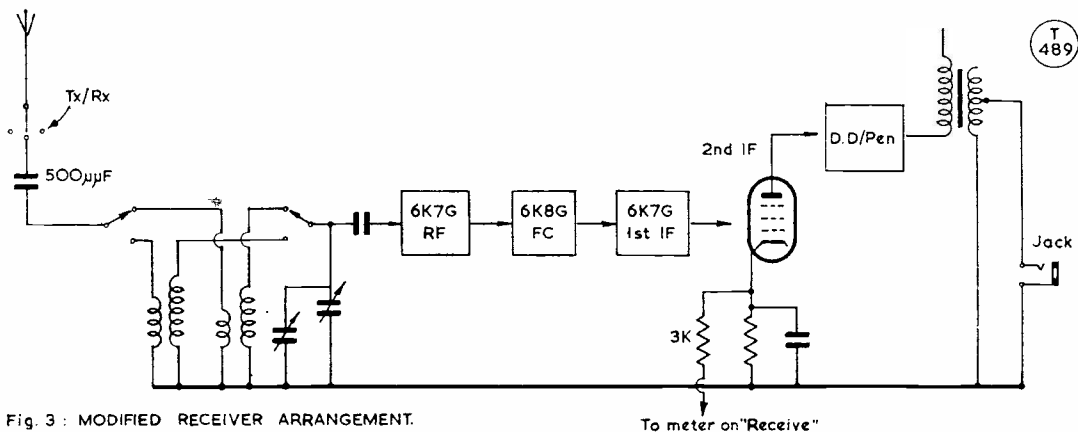 T
489
Tx/Rx
500µµF
6K7G
RF
6K8G
FC
6K7G
1st IF
2nd IF
D.D/Pen
Jack
3K
To meter on "Receive"
Fig. 3 : MODIFIED RECEIVER ARRANGEMENT.